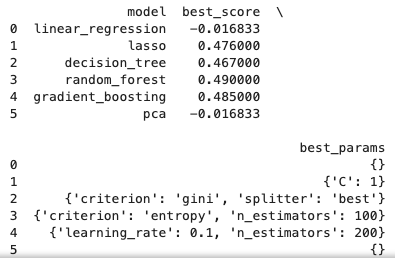 model best_score \
0 linear_regression -0.016833
1 lasso 0.476000
2 decision_tree 0.467000
3 random_forest 0.490000
4 gradient_boosting 0.485000
5 pca -0.016833
best_params
0 {}
1 {'C': 1}
2 {'criterion': 'gini', 'splitter': 'best'}
3 {'criterion': 'entropy', 'n_estimators': 100}
4 {'learning_rate': 0.1, 'n_estimators': 200}
5 {}